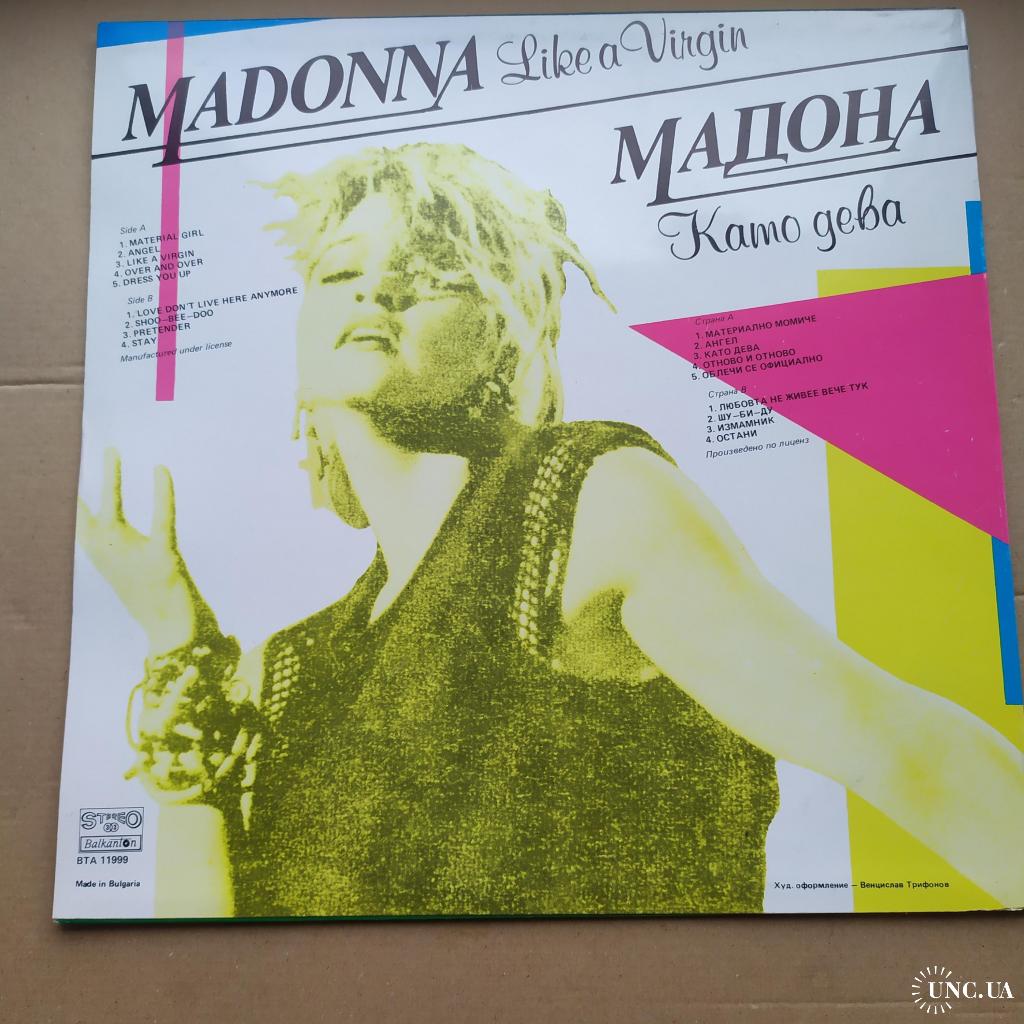 MADONNA Like a Virgin
МАДОНА
Като дева
Side A
1. MATERIAL GIRL
2. ANGEL
3. LIKE A VIRGIN
4. OVER AND OVER
5. DRESS YOU UP
Side B
1. LOVE DON'T LIVE HERE ANYMORE
2. SHOO-BEE-DOO
3. PRETENDER
4. STAY
Manufactured under license
Страна А
1. МАТЕРИАЛНО МОМИЧЕ
2. АНГЕЛ
3. КАТО ДЕВА
4. ОТНОВО И ОТНОВО
5. ОБЛЕЧИ СЕ ОФИЦИАЛНО
Страна В
1. ЛЮБОВТА НЕ ЖИВЕЕ ВЕЧЕ ТУК
2. ШУ-БИ-ДУ
3. ИЗМАМНИК
4. ОСТАНИ
Произведено по лиценз
STEREO
33
Balkanton
BTA 11999
Made in Bulgaria
Худ. оформление – Венцислав Трифонов
UNC.UA